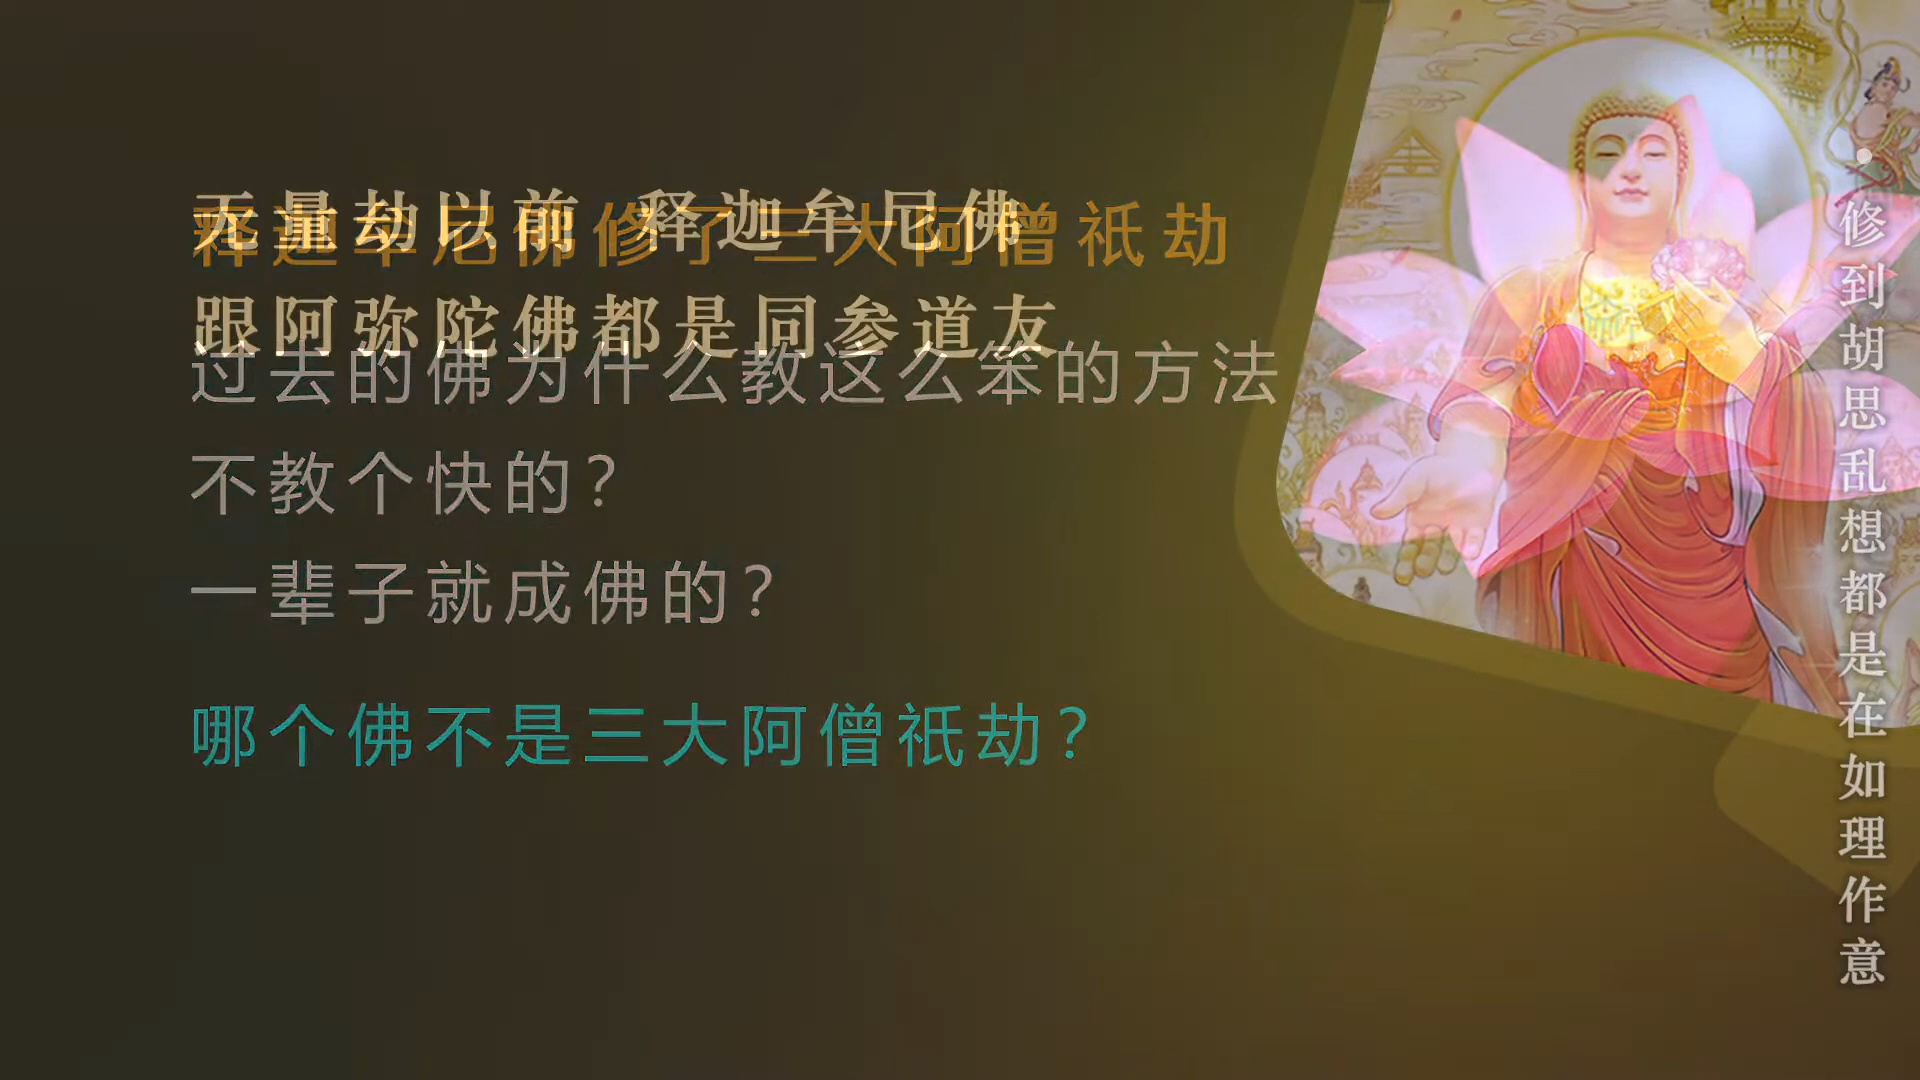 无量劫以前 释迦牟尼佛
释迦牟尼佛修了三大阿僧祇劫
跟阿弥陀佛都是同参道友
过去的佛为什么教这么笨的方法
不教个快的？
一辈子就成佛的？
哪个佛不是三大阿僧祇劫？
·修到胡思乱想都是在如理作意